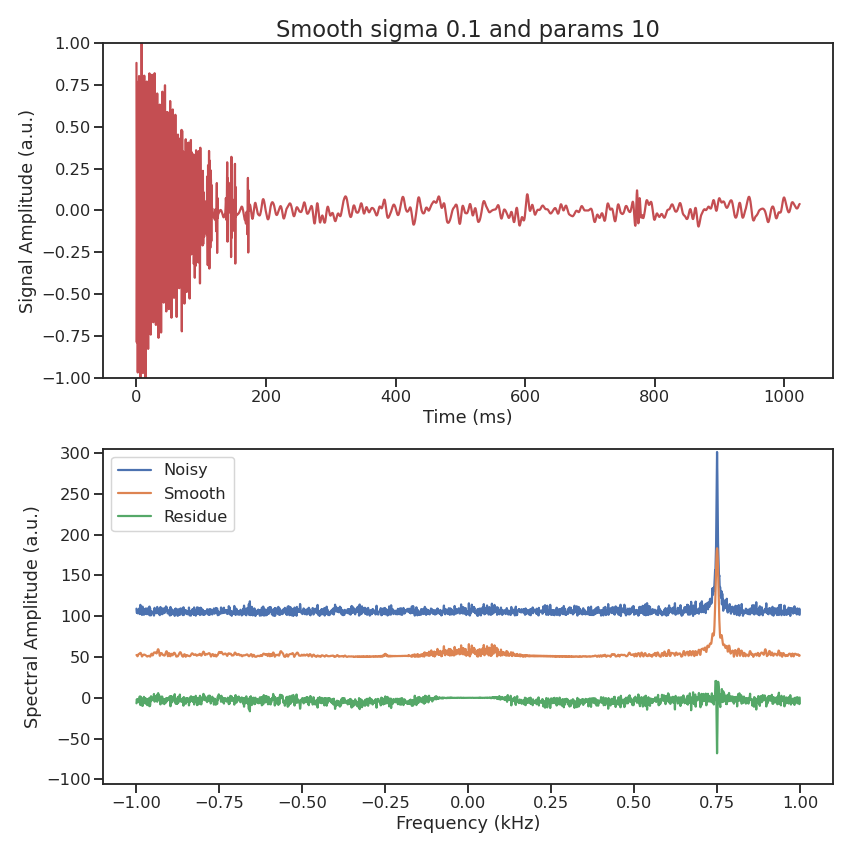 Smooth sigma 0.1 and params 10
1.00
0.75
0.50
0.25
0.00
−0.25
−0.50
−0.75
−1.00
Signal Amplitude (a.u.)
0 200 400 600 800 1000
Time (ms)
300
250
200
150
100
50
0
−50
−100
Spectral Amplitude (a.u.)
Noisy
Smooth
Residue
−1.00 −0.75 −0.50 −0.25 0.00 0.25 0.50 0.75 1.00
Frequency (kHz)